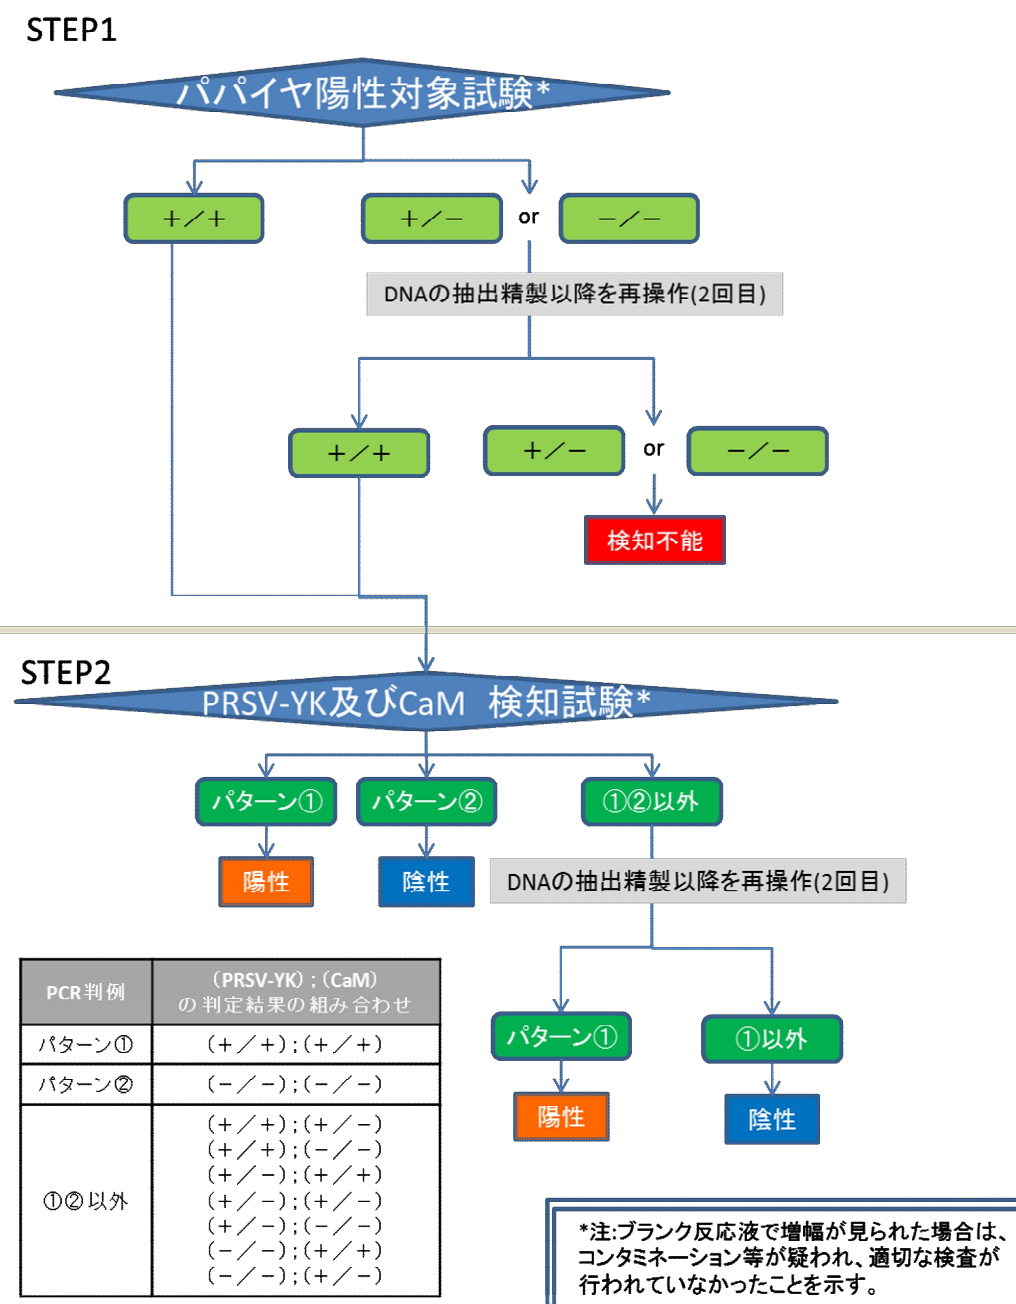 STEP1
パパイヤ陽性対象試験*
+/+
+/− or −/−
DNAの抽出精製以降を再操作(2回目)
+/+
+/− or −/−
検知不能
STEP2
PRSV-YK及びCaM 検知試験*
パターン① パターン② ①②以外
陽性 陰性 DNAの抽出精製以降を再操作(2回目)
パターン① ①以外
陽性 陰性
PCR判例 (PRSV-YK);(CaM)
の判定結果の組み合わせ
パターン① (+/+);(+/+)
パターン② (−/−);(−/−)
①②以外
(+/+);(+/−)
(+/+);(−/−)
(+/−);(+/+)
(+/−);(+/−)
(+/−);(−/−)
(−/−);(+/+)
(−/−);(+/−)
*注:ブランク反応液で増幅が見られた場合は、
コンタミネーション等が疑われ、適切な検査が
行われていなかったことを示す。